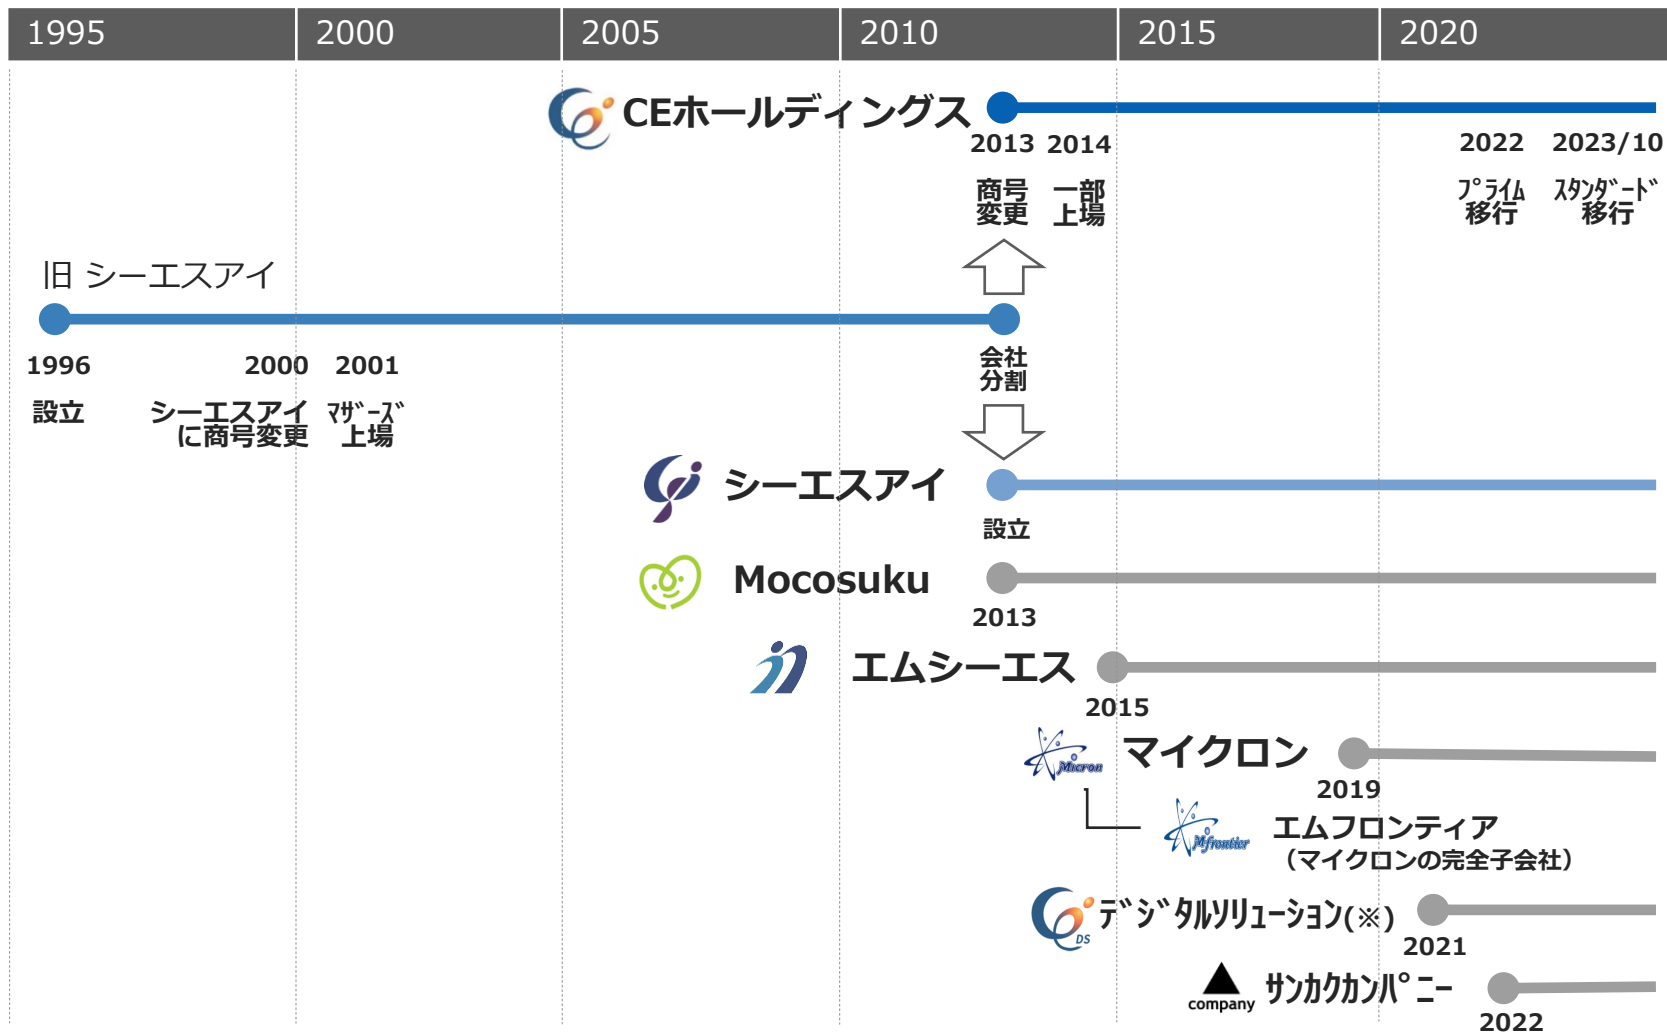 1995 2000 2005 2010 2015 2020
CEホールディングス
2013 2014 2022 2023/10
商号 一部 ﾌﾟﾗｲﾑ ｽﾀﾝﾀﾞｰﾄﾞ
変更 上場 移行 移行
旧 シーエスアイ
1996 2000 2001
設立 シーエスアイ ﾏｻﾞｰｽﾞ
に商号変更 上場
会社
分割
シーエスアイ
設立
Mocosuku
2013
エムシーエス
2015
Micron マイクロン
2019
Mfrontier エムフロンティア
（マイクロンの完全子会社）
DS ﾃﾞｼﾞﾀﾙソﾘｭｰｼｮﾝ(※)
2021
company ｻﾝｶｸｶﾝﾊﾟﾆｰ
2022